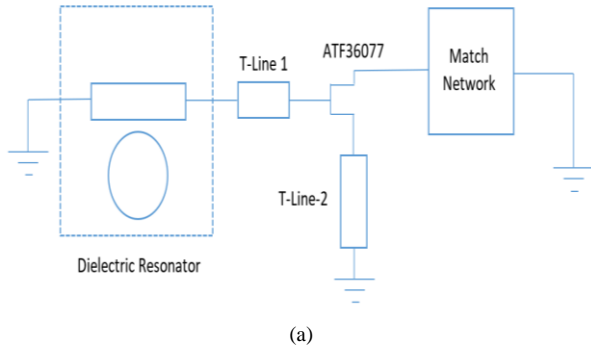 ATF36077
T-Line 1
Match
Network
T-Line-2
Dielectric Resonator
(a)